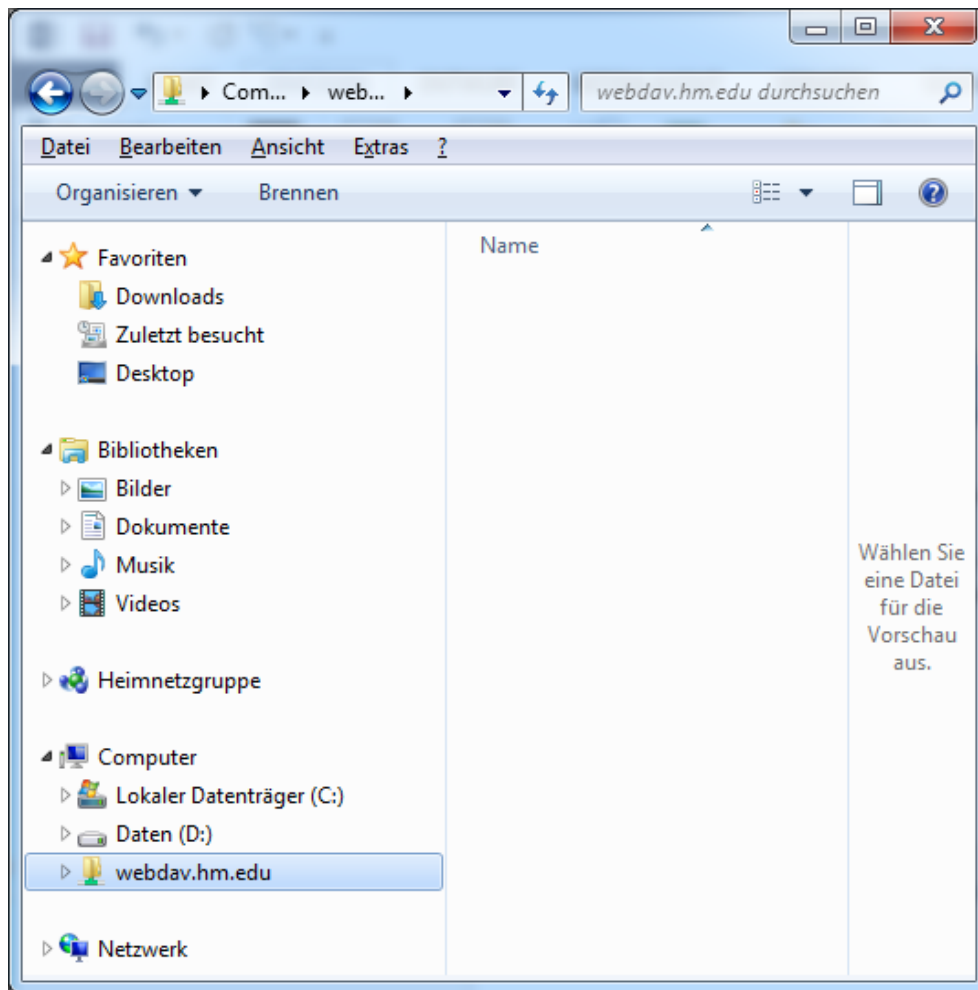 Com... web...
webdav.hm.edu durchsuchen
Datei Bearbeiten Ansicht Extras ?
Organisieren Brennen
Favoriten
Downloads
Zuletzt besucht
Desktop
Bibliotheken
Bilder
Dokumente
Musik
Videos
Heimnetzgruppe
Computer
Lokaler Datenträger (C:)
Daten (D:)
webdav.hm.edu
Netzwerk
Name
Wählen Sie
eine Datei
für die
Vorschau
aus.